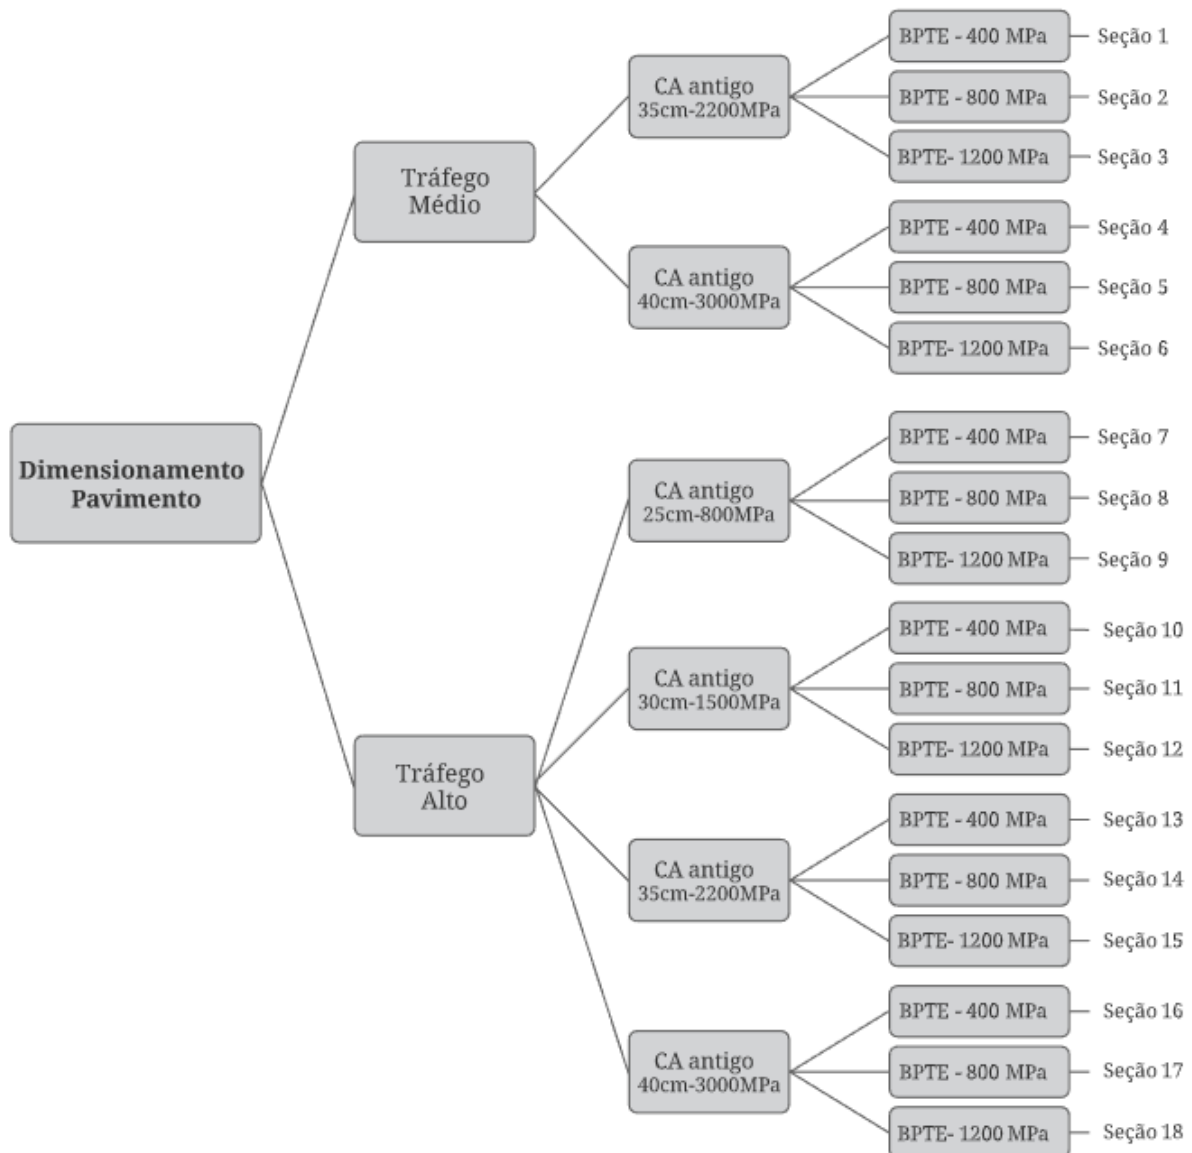 Dimensionamento
Pavimento
Tráfego
Médio
CA antigo
35cm-2200MPa
BPTE - 400 MPa
Seção 1
BPTE - 800 MPa
Seção 2
BPTE- 1200 MPa
Seção 3
CA antigo
40cm-3000MPa
BPTE - 400 MPa
Seção 4
BPTE - 800 MPa
Seção 5
BPTE- 1200 MPa
Seção 6
Tráfego
Alto
CA antigo
25cm-800MPa
BPTE - 400 MPa
Seção 7
BPTE - 800 MPa
Seção 8
BPTE- 1200 MPa
Seção 9
CA antigo
30cm-1500MPa
BPTE - 400 MPa
Seção 10
BPTE - 800 MPa
Seção 11
BPTE- 1200 MPa
Seção 12
CA antigo
35cm-2200MPa
BPTE - 400 MPa
Seção 13
BPTE - 800 MPa
Seção 14
BPTE- 1200 MPa
Seção 15
CA antigo
40cm-3000MPa
BPTE - 400 MPa
Seção 16
BPTE - 800 MPa
Seção 17
BPTE- 1200 MPa
Seção 18